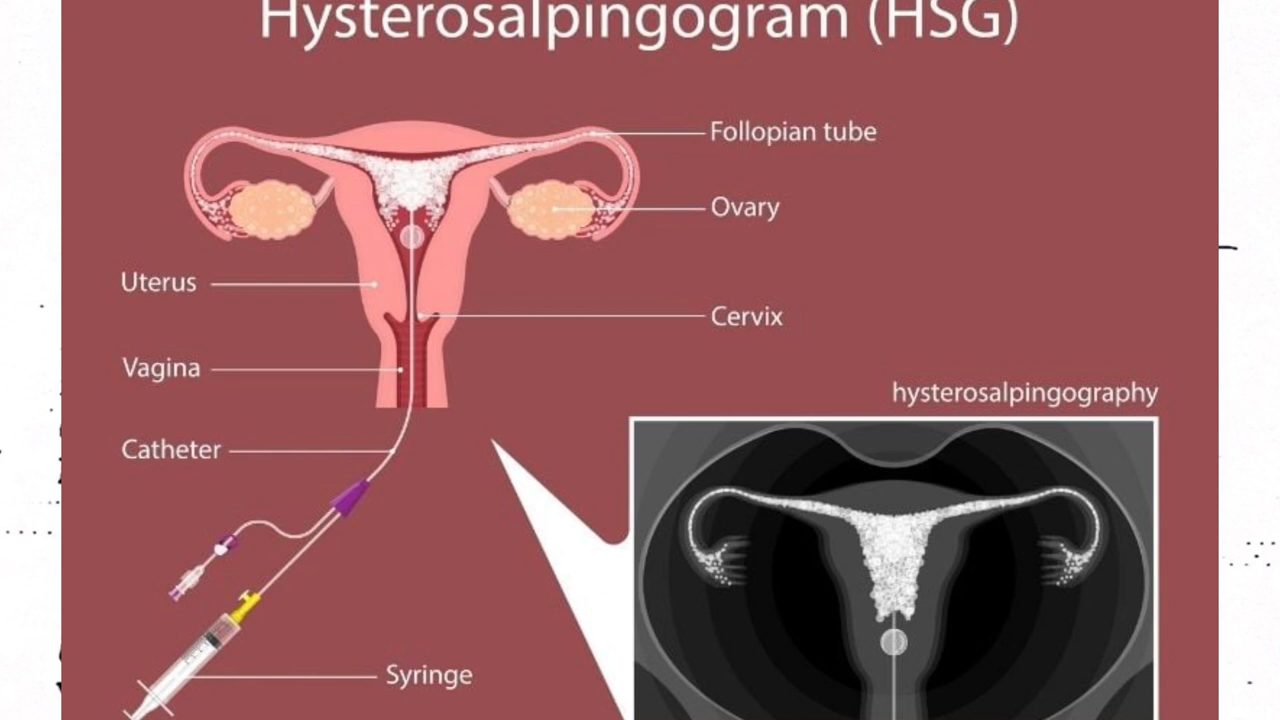 Hysterosalpingogram (HSG)
Follopian tube
Ovary
Uterus
Cervix
Vagina
hysterosalpingography
Catheter
Syringe